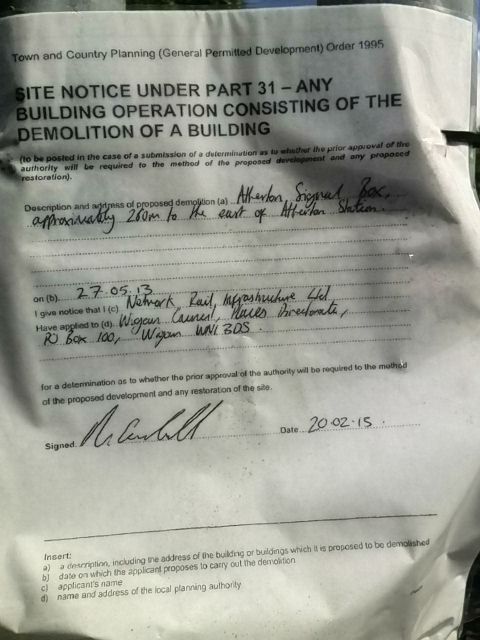 Town and Country Planning (General Permitted Development) Order 1995
SITE NOTICE UNDER PART 31 – ANY
BUILDING OPERATION CONSISTING OF THE
DEMOLITION OF A BUILDING
(to be posted in the case of a submission of a determination as to whether the prior approval of the
authority will be required to the method of the proposed development and any proposed
restoration).
Description and address of proposed demolition (a) Atherton Signal Box,
approximately 260m to the east of Atherton Station.
on (b) 27.05.13
I give notice that I (c) Network Rail, Infrastructure Ltd
Have applied to (d) Wigan Council, Places Directorate,
PO Box 100, Wigan WN1 3DS.
for a determination as to whether the prior approval of the authority will be required to the method
of the proposed development and any restoration of the site.
Signed Date 20.02.15.
Insert:
a) a description, including the address of the building or buildings which it is proposed to be demolished
b) date on which the applicant proposes to carry out the demolition
c) applicant's name
d) name and address of the local planning authority